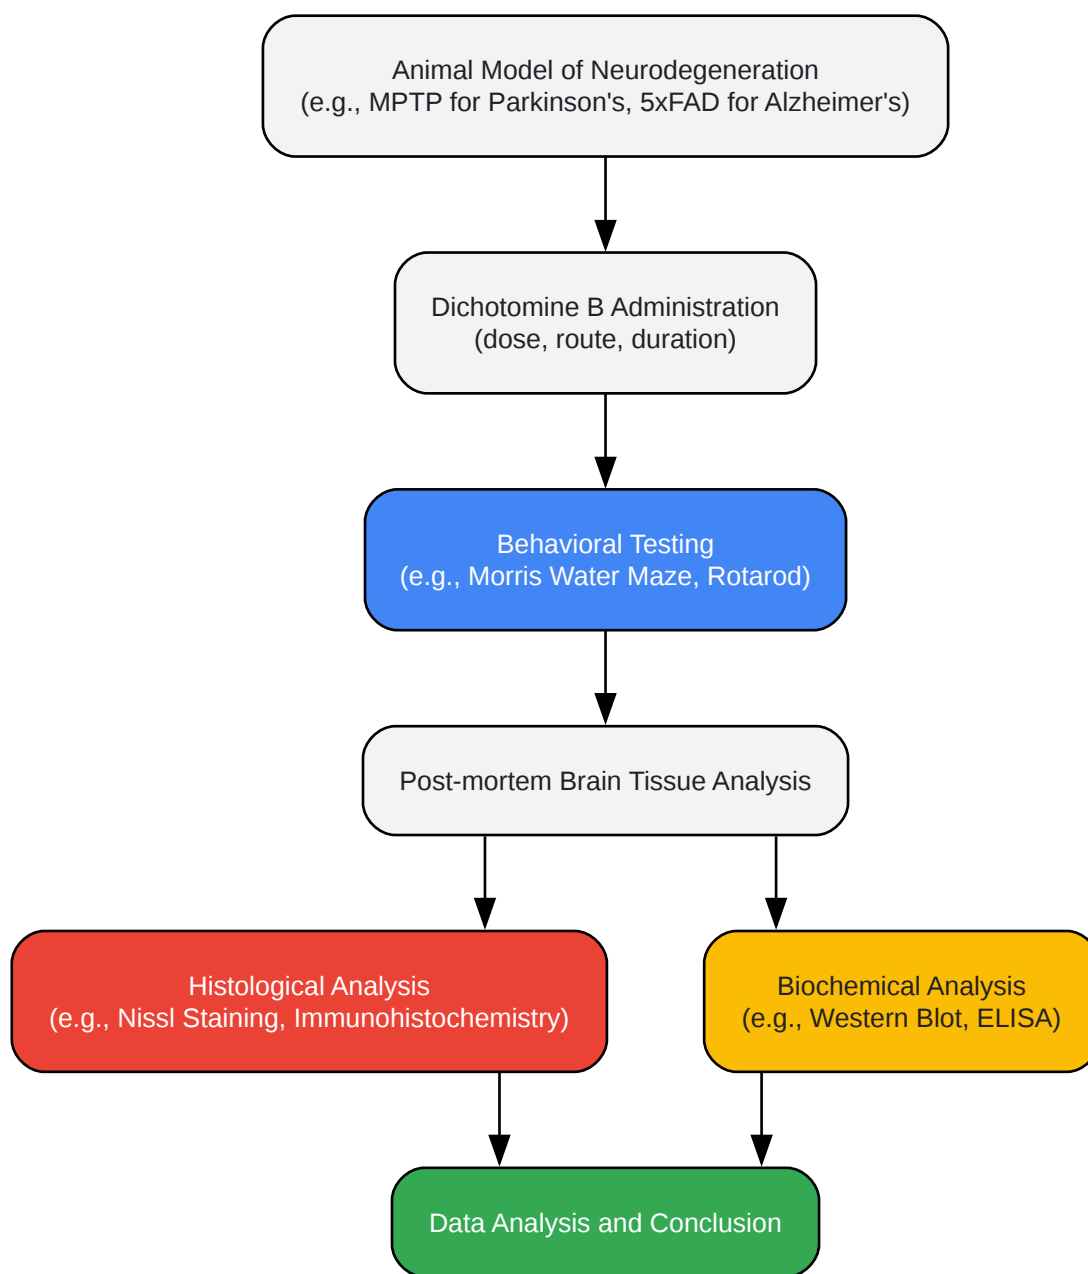 Animal Model of Neurodegeneration
(e.g., MPTP for Parkinson's, 5xFAD for Alzheimer's)
Dichotomine B Administration
(dose, route, duration)
Behavioral Testing
(e.g., Morris Water Maze, Rotarod)
Post-mortem Brain Tissue Analysis
Histological Analysis
(e.g., Nissl Staining, Immunohistochemistry)
Biochemical Analysis
(e.g., Western Blot, ELISA)
Data Analysis and Conclusion